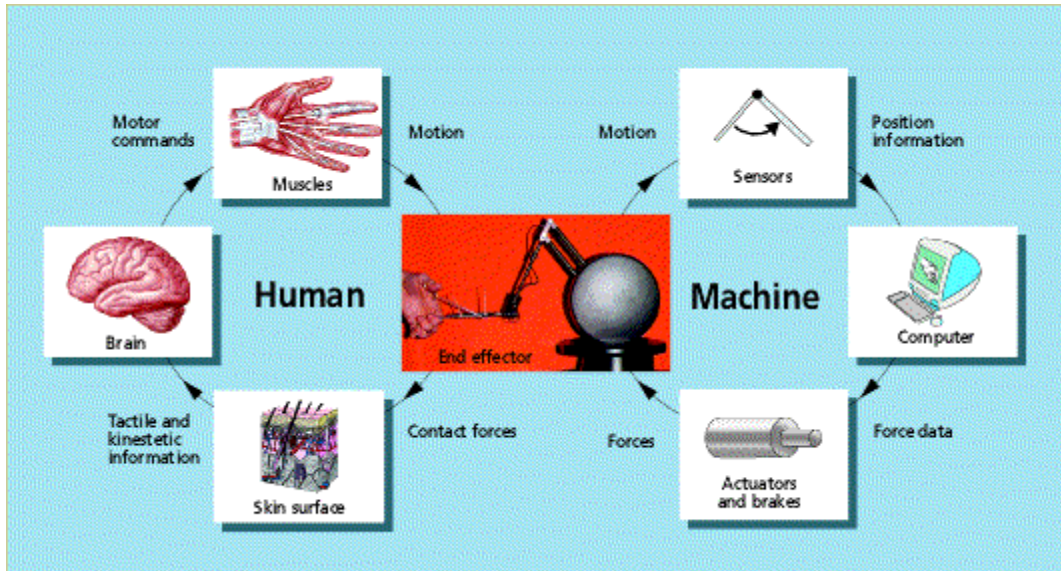 Motor
commands
Muscles
Motion
Motion
Sensors
Position
information
Brain
Human
End effector
Machine
Computer
Tactile and
kinestetic
information
Skin surface
Contact forces
Forces
Actuators
and brakes
Force data